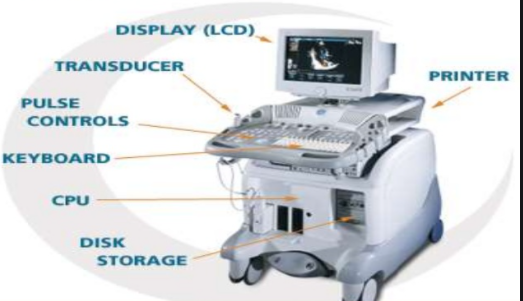 DISPLAY (LCD)
TRANSDUCER
PRINTER
PULSE
CONTROLS
KEYBOARD
CPU
DISK
STORAGE